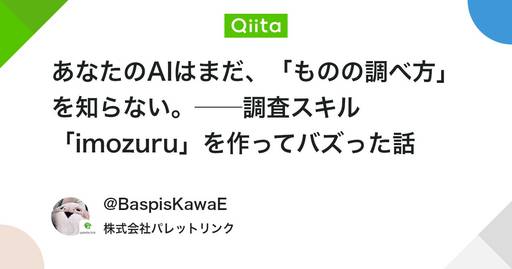 Qiita
あなたのAIはまだ、「ものの調べ方」
を知らない。──調査スキル
「imozuru」を作ってバズった話
@BaspisKawaE
株式会社パレットリンク